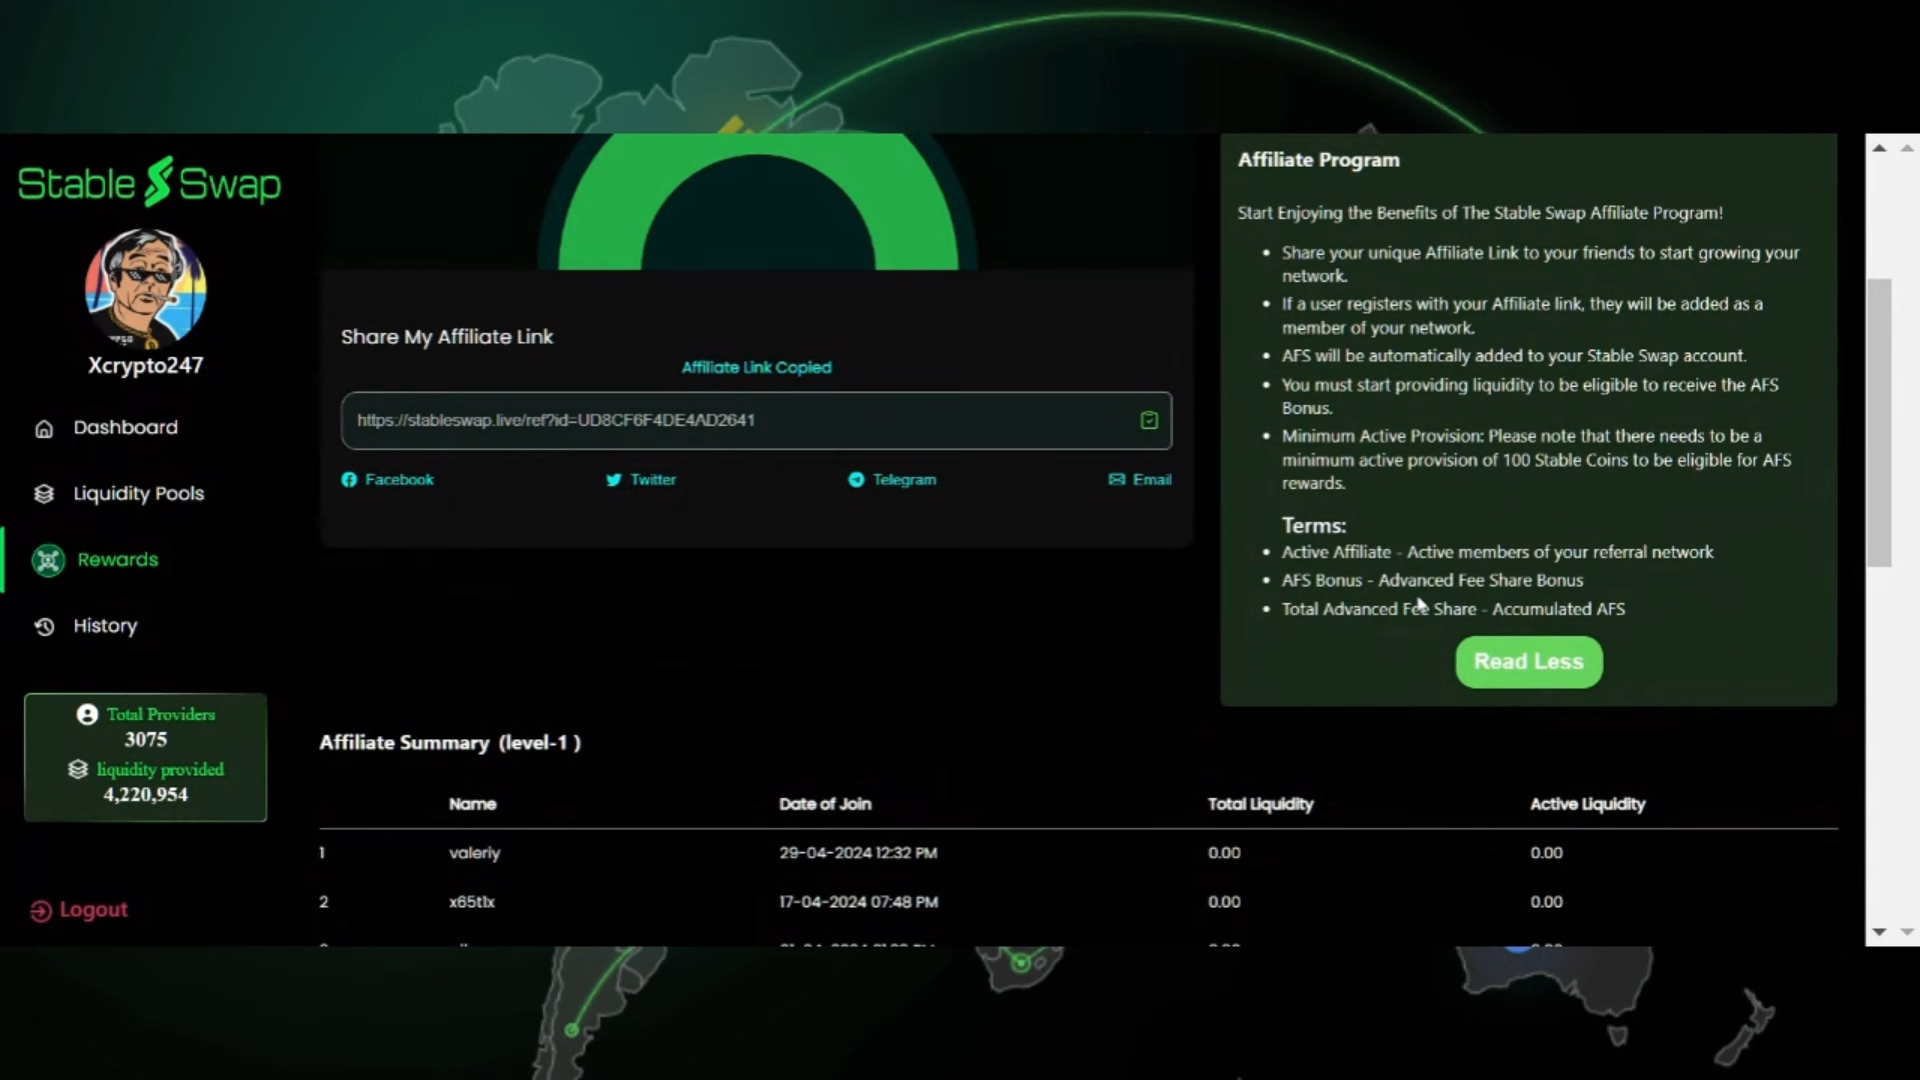 Stable Swap
Xcrypto247
Dashboard
Liquidity Pools
Rewards
History
Total Providers
3075
liquidity provided
4,220,954
Logout
Share My Affiliate Link
Affiliate Link Copied
https://stableswap.live/ref?id=UD8CF6F4DE4AD2641
Facebook Twitter Telegram Email
Affiliate Program
Start Enjoying the Benefits of The Stable Swap Affiliate Program!
• Share your unique Affiliate Link to your friends to start growing your
network.
• If a user registers with your Affiliate link, they will be added as a
member of your network.
• AFS will be automatically added to your Stable Swap account.
• You must start providing liquidity to be eligible to receive the AFS
Bonus.
• Minimum Active Provision: Please note that there needs to be a
minimum active provision of 100 Stable Coins to be eligible for AFS
rewards.
Terms:
• Active Affiliate - Active members of your referral network
• AFS Bonus - Advanced Fee Share Bonus
• Total Advanced Fee Share - Accumulated AFS
Read Less
Affiliate Summary (level-1 )
Name Date of Join Total Liquidity Active Liquidity
1 valeriy 29-04-2024 12:32 PM 0.00 0.00
2 x65t1x 17-04-2024 07:48 PM 0.00 0.00